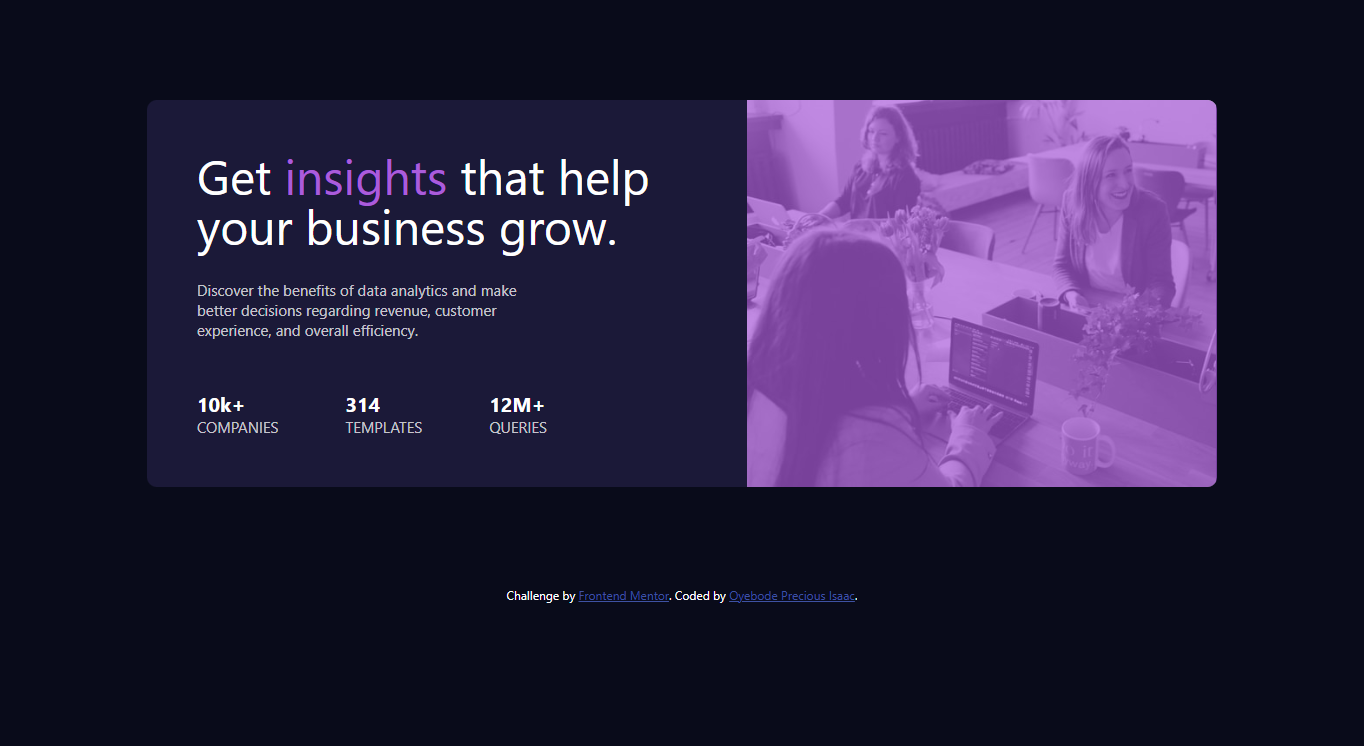 Get insights that help
your business grow.
Discover the benefits of data analytics and make
better decisions regarding revenue, customer
experience, and overall efficiency.
10k+ 314 12M+
COMPANIES TEMPLATES QUERIES
Challenge by Frontend Mentor. Coded by Oyebode Precious Isaac.